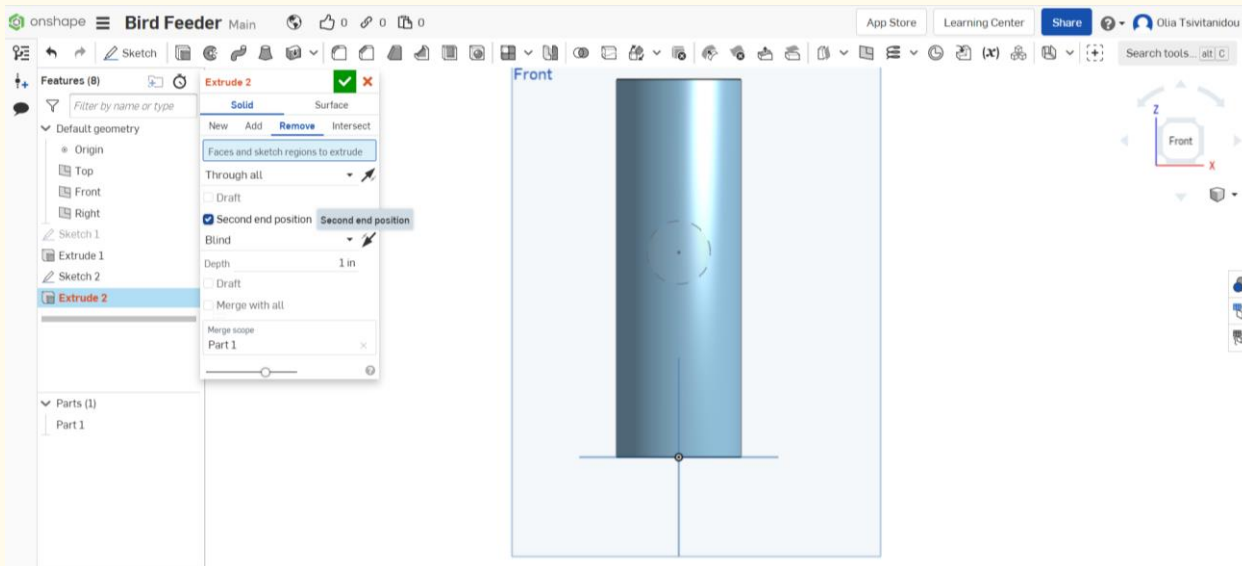 onshape Bird Feeder Main 0 0 0 App Store Learning Center Share Olia Tsivitanidou
Sketch (x) Search tools... alt C
Features (8)
Filter by name or type
Default geometry
Origin
Top
Front
Right
Sketch 1
Extrude 1
Sketch 2
Extrude 2
Parts (1)
Part 1
Extrude 2
Solid Surface
New Add Remove Intersect
Faces and sketch regions to extrude
Through all
Draft
Second end position Second end position
Blind
Depth 1 in
Draft
Merge with all
Merge scope
Part 1
Front
Z
Front
X